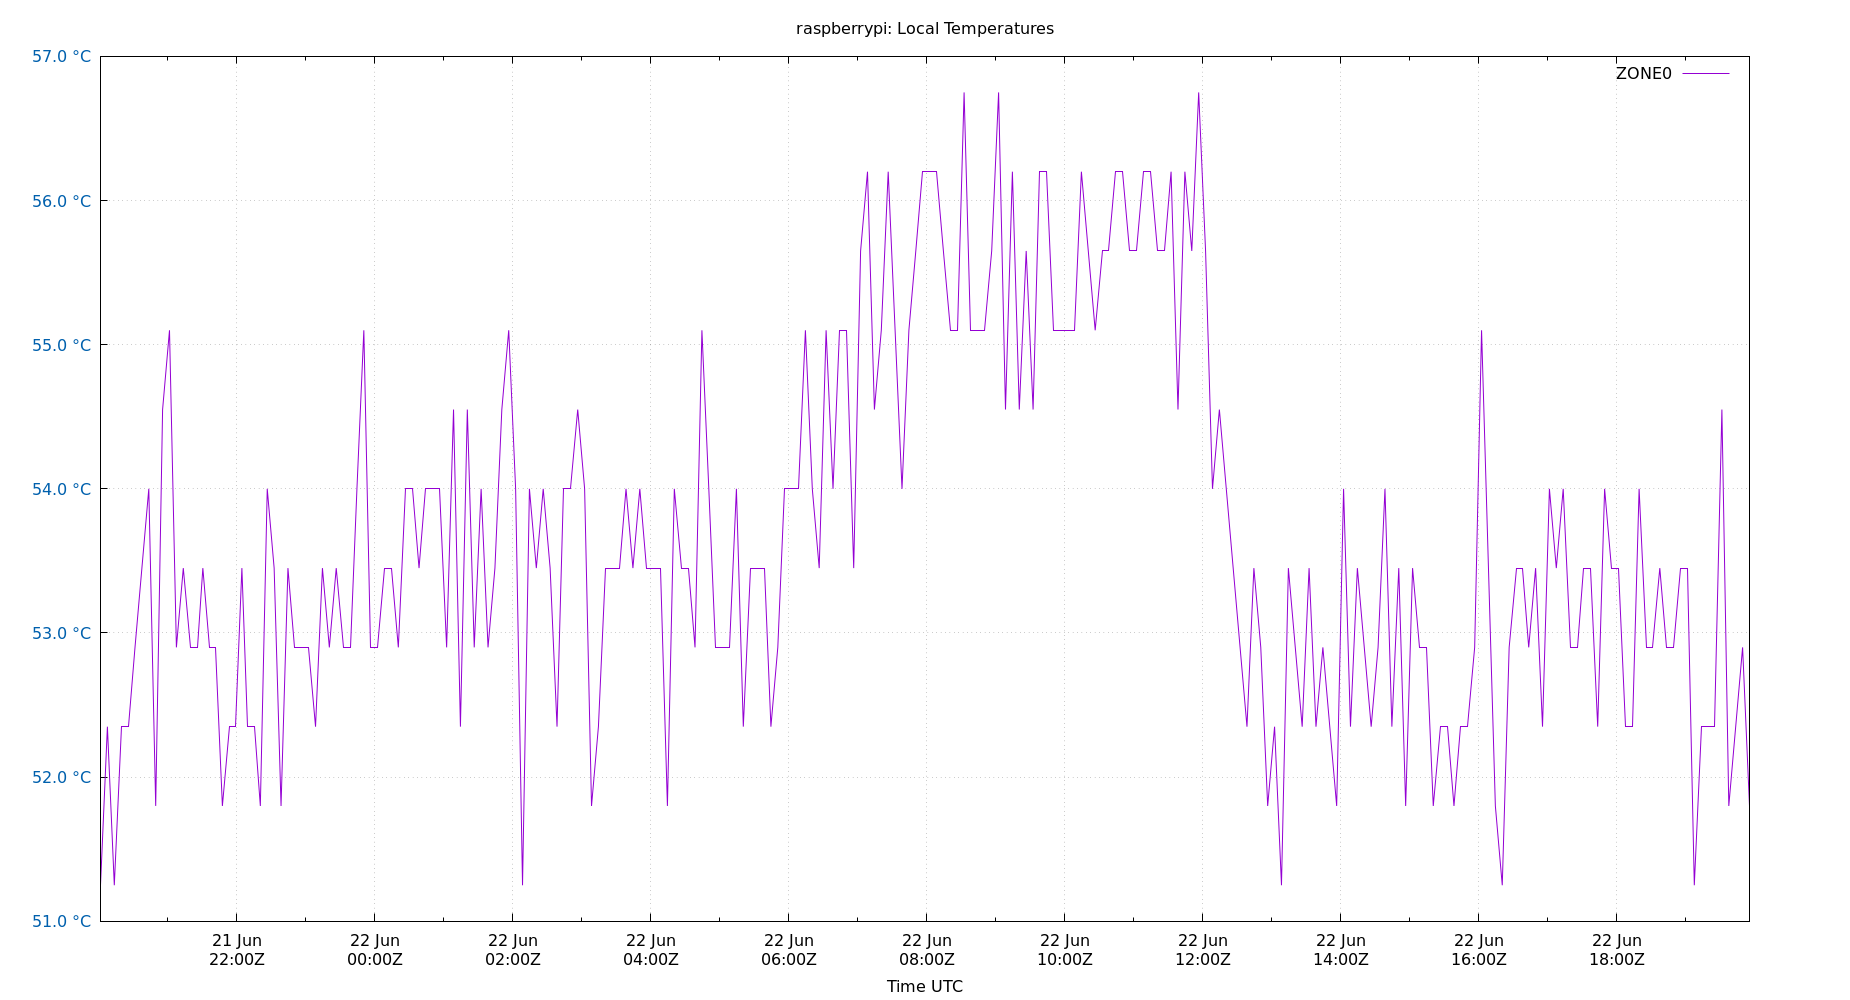 raspberrypi: Local Temperatures
ZONE0
57.0 °C
56.0 °C
55.0 °C
54.0 °C
53.0 °C
52.0 °C
51.0 °C
21 Jun 22 Jun 22 Jun 22 Jun 22 Jun 22 Jun 22 Jun 22 Jun 22 Jun 22 Jun 22 Jun
22:00Z 00:00Z 02:00Z 04:00Z 06:00Z 08:00Z 10:00Z 12:00Z 14:00Z 16:00Z 18:00Z
Time UTC